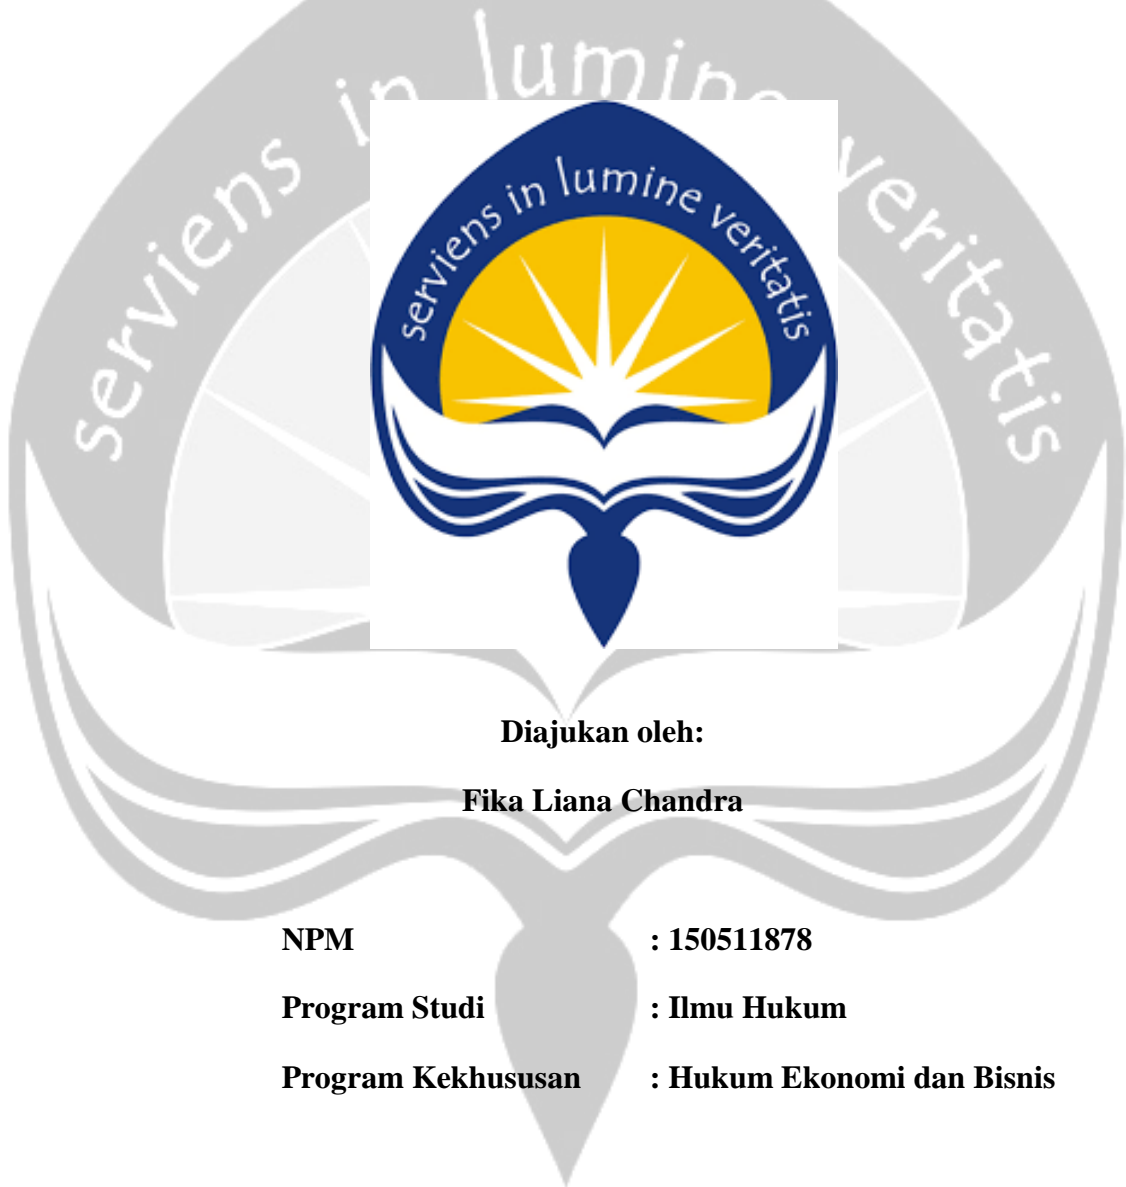 serviens in lumine veritatis
serviens in lumine veritatis
Diajukan oleh:
Fika Liana Chandra
NPM : 150511878
Program Studi : Ilmu Hukum
Program Kekhususan : Hukum Ekonomi dan Bisnis